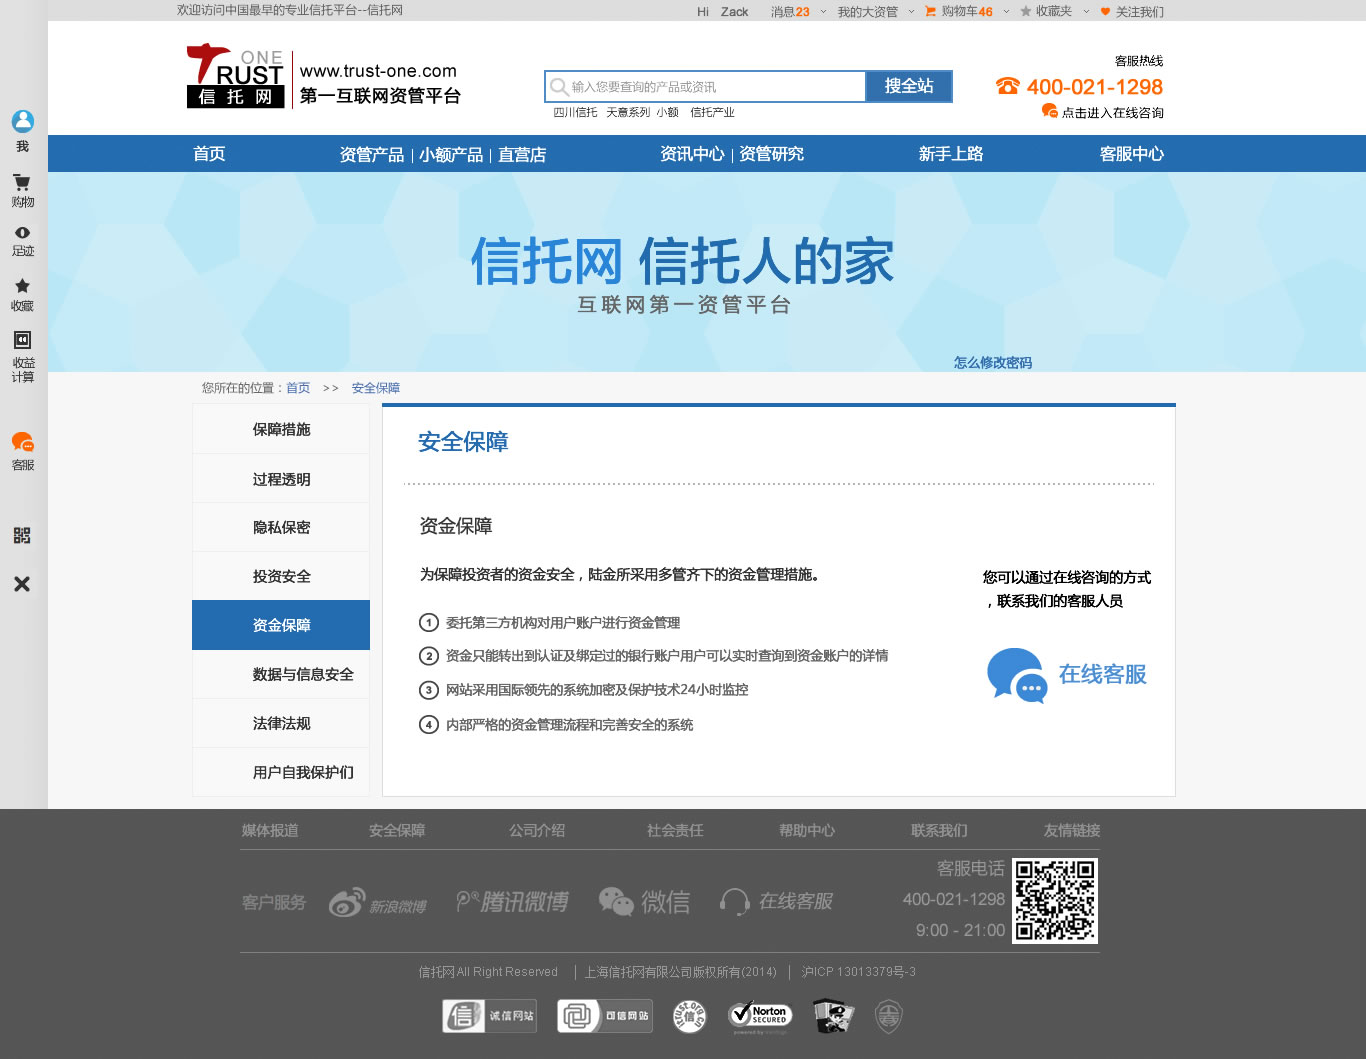 欢迎访问中国最早的专业信托平台--信托网
Hi Zack 消息23 我的大资管 购物车46 收藏夹 关注我们
ONE
TRUST
信托网
www.trust-one.com
第一互联网资管平台
输入您要查询的产品或资讯
搜全站
四川信托 天意系列 小额 信托产业
客服热线
400-021-1298
点击进入在线咨询
首页 资管产品 | 小额产品 | 直营店 资讯中心 | 资管研究 新手上路 客服中心
我
购物
足迹
收藏
收益
计算
客服
信托网 信托人的家
互联网第一资管平台
怎么修改密码
您所在的位置：首页 >> 安全保障
保障措施
过程透明
隐私保密
投资安全
资金保障
数据与信息安全
法律法规
用户自我保护们
安全保障
资金保障
为保障投资者的资金安全，陆金所采用多管齐下的资金管理措施。
1 委托第三方机构对用户账户进行资金管理
2 资金只能转出到认证及绑定过的银行账户用户可以实时查询到资金账户的详情
3 网站采用国际领先的系统加密及保护技术24小时监控
4 内部严格的资金管理流程和完善安全的系统
您可以通过在线咨询的方式
，联系我们的客服人员
在线客服
媒体报道 安全保障 公司介绍 社会责任 帮助中心 联系我们 友情链接
客户服务 新浪微博 腾讯微博 微信 在线客服
客服电话
400-021-1298
9:00 - 21:00
信托网 All Right Reserved | 上海信托网有限公司版权所有(2014) | 沪ICP 13013379号-3
信 诚信网站
可信网站
trust.org.cn
信
Norton
SECURED